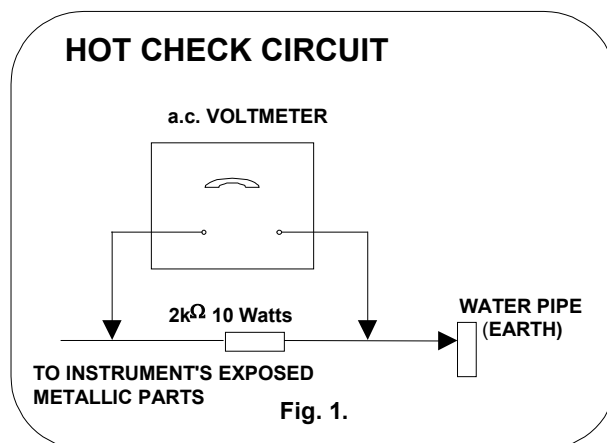 HOT CHECK CIRCUIT
a.c. VOLTMETER
2kΩ 10 Watts
WATER PIPE
(EARTH)
TO INSTRUMENT'S EXPOSED
METALLIC PARTS
Fig. 1.